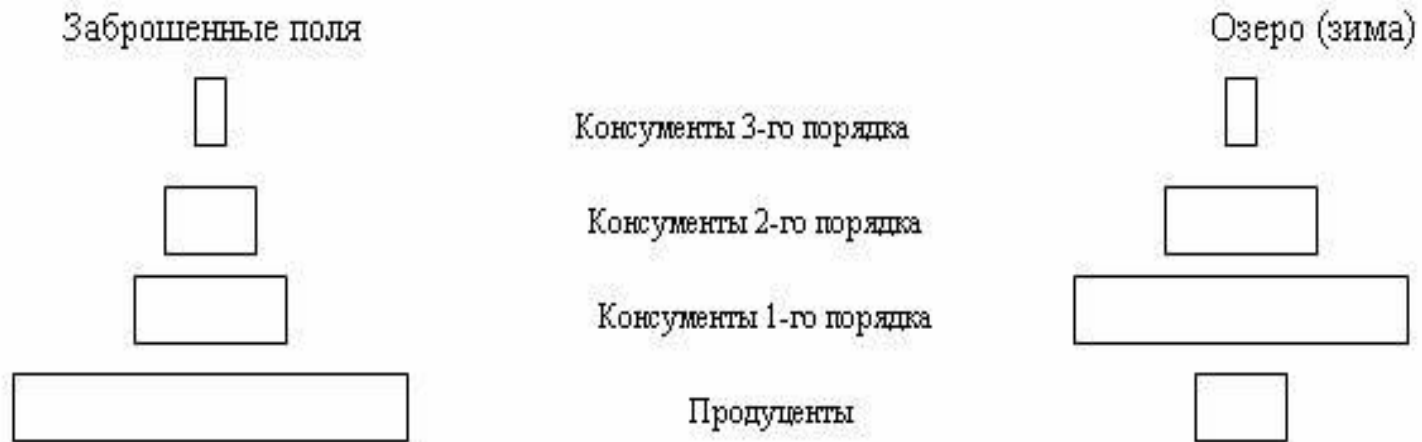 Заброшенные поля
Озеро (зима)
Консументы 3-го порядка
Консументы 2-го порядка
Консументы 1-го порядка
Продуценты